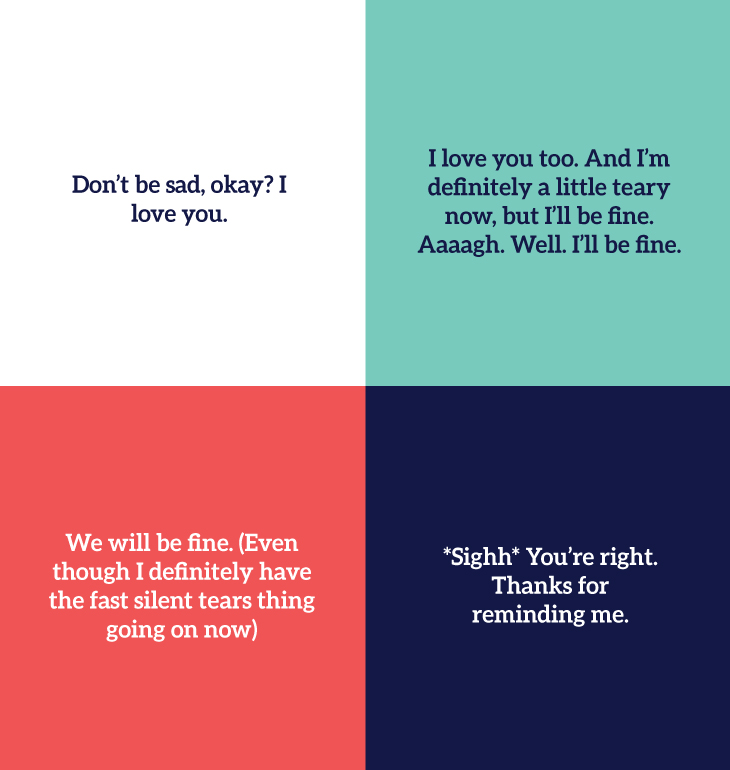 Don’t be sad, okay? I
love you.
I love you too. And I’m
definitely a little teary
now, but I’ll be fine.
Aaaagh. Well. I’ll be fine.
We will be fine. (Even
though I definitely have
the fast silent tears thing
going on now)
*Sighh* You’re right.
Thanks for
reminding me.